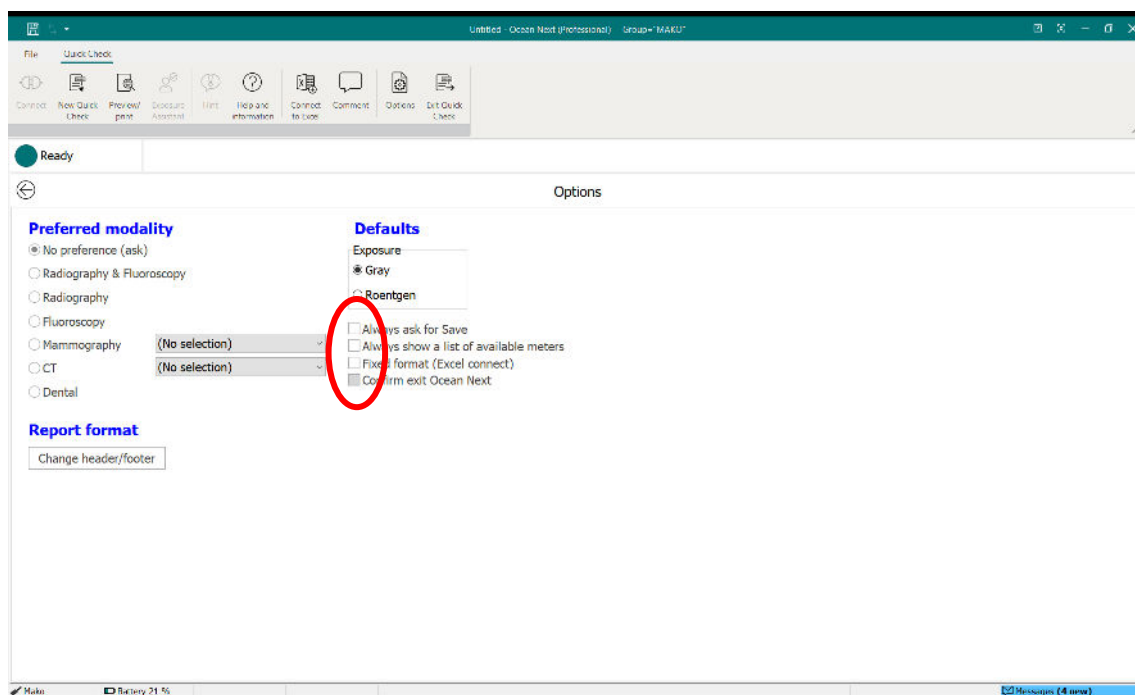 Untitled - Ocean Next (Professional) Group="MAKO"
File Quick Check
Connect
New Quick Check
Preview/ print
Exposure Assistant
Hint
Help and information
Connect to Excel
Comment
Options
Exit Quick Check
Ready
Options
Preferred modality
No preference (ask)
Radiography & Fluoroscopy
Radiography
Fluoroscopy
Mammography (No selection)
CT (No selection)
Dental
Report format
Change header/footer
Defaults
Exposure
Gray
Roentgen
Always ask for Save
Always show a list of available meters
Fixed format (Excel connect)
Confirm exit Ocean Next
Mako Battery 21 % Messages (4 new)